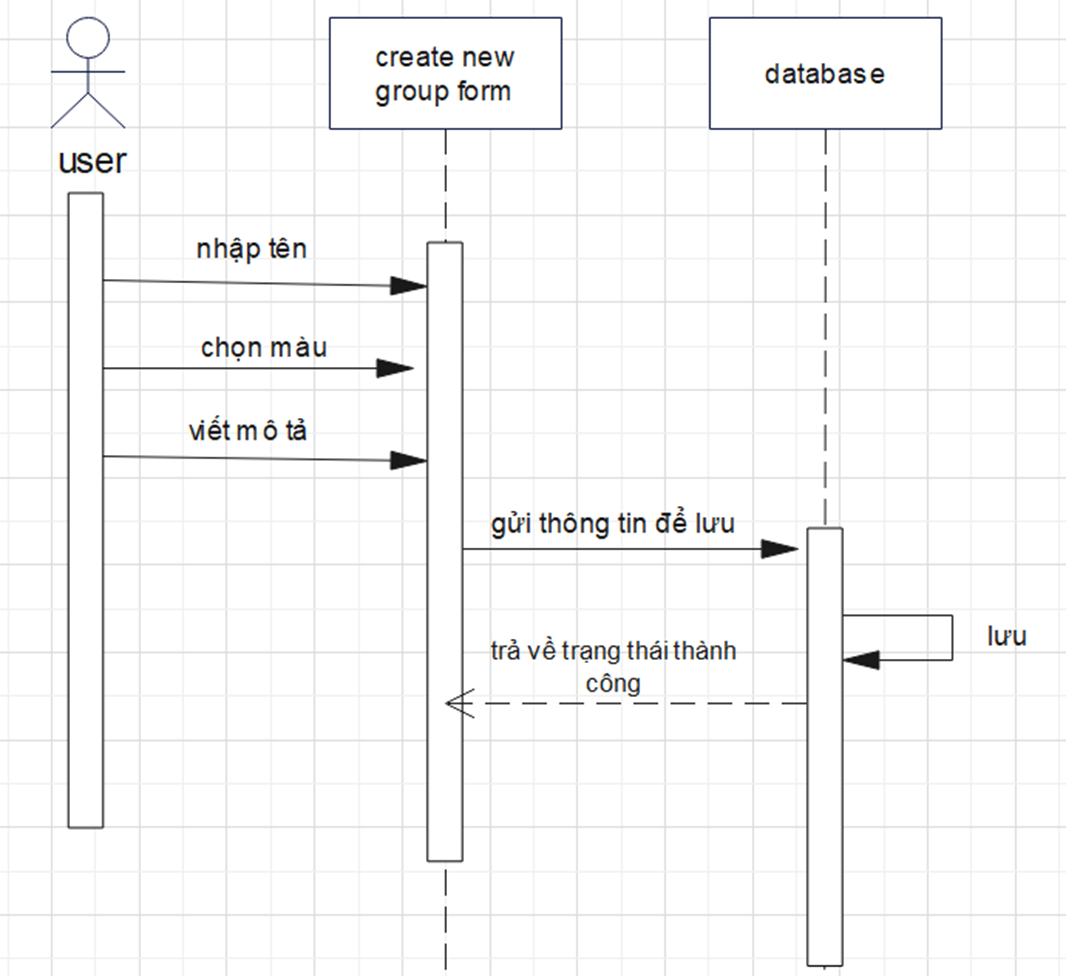 create new
group form
database
user
nhập tên
chọn màu
viết mô tả
gửi thông tin để lưu
lưu
trả về trạng thái thành
công